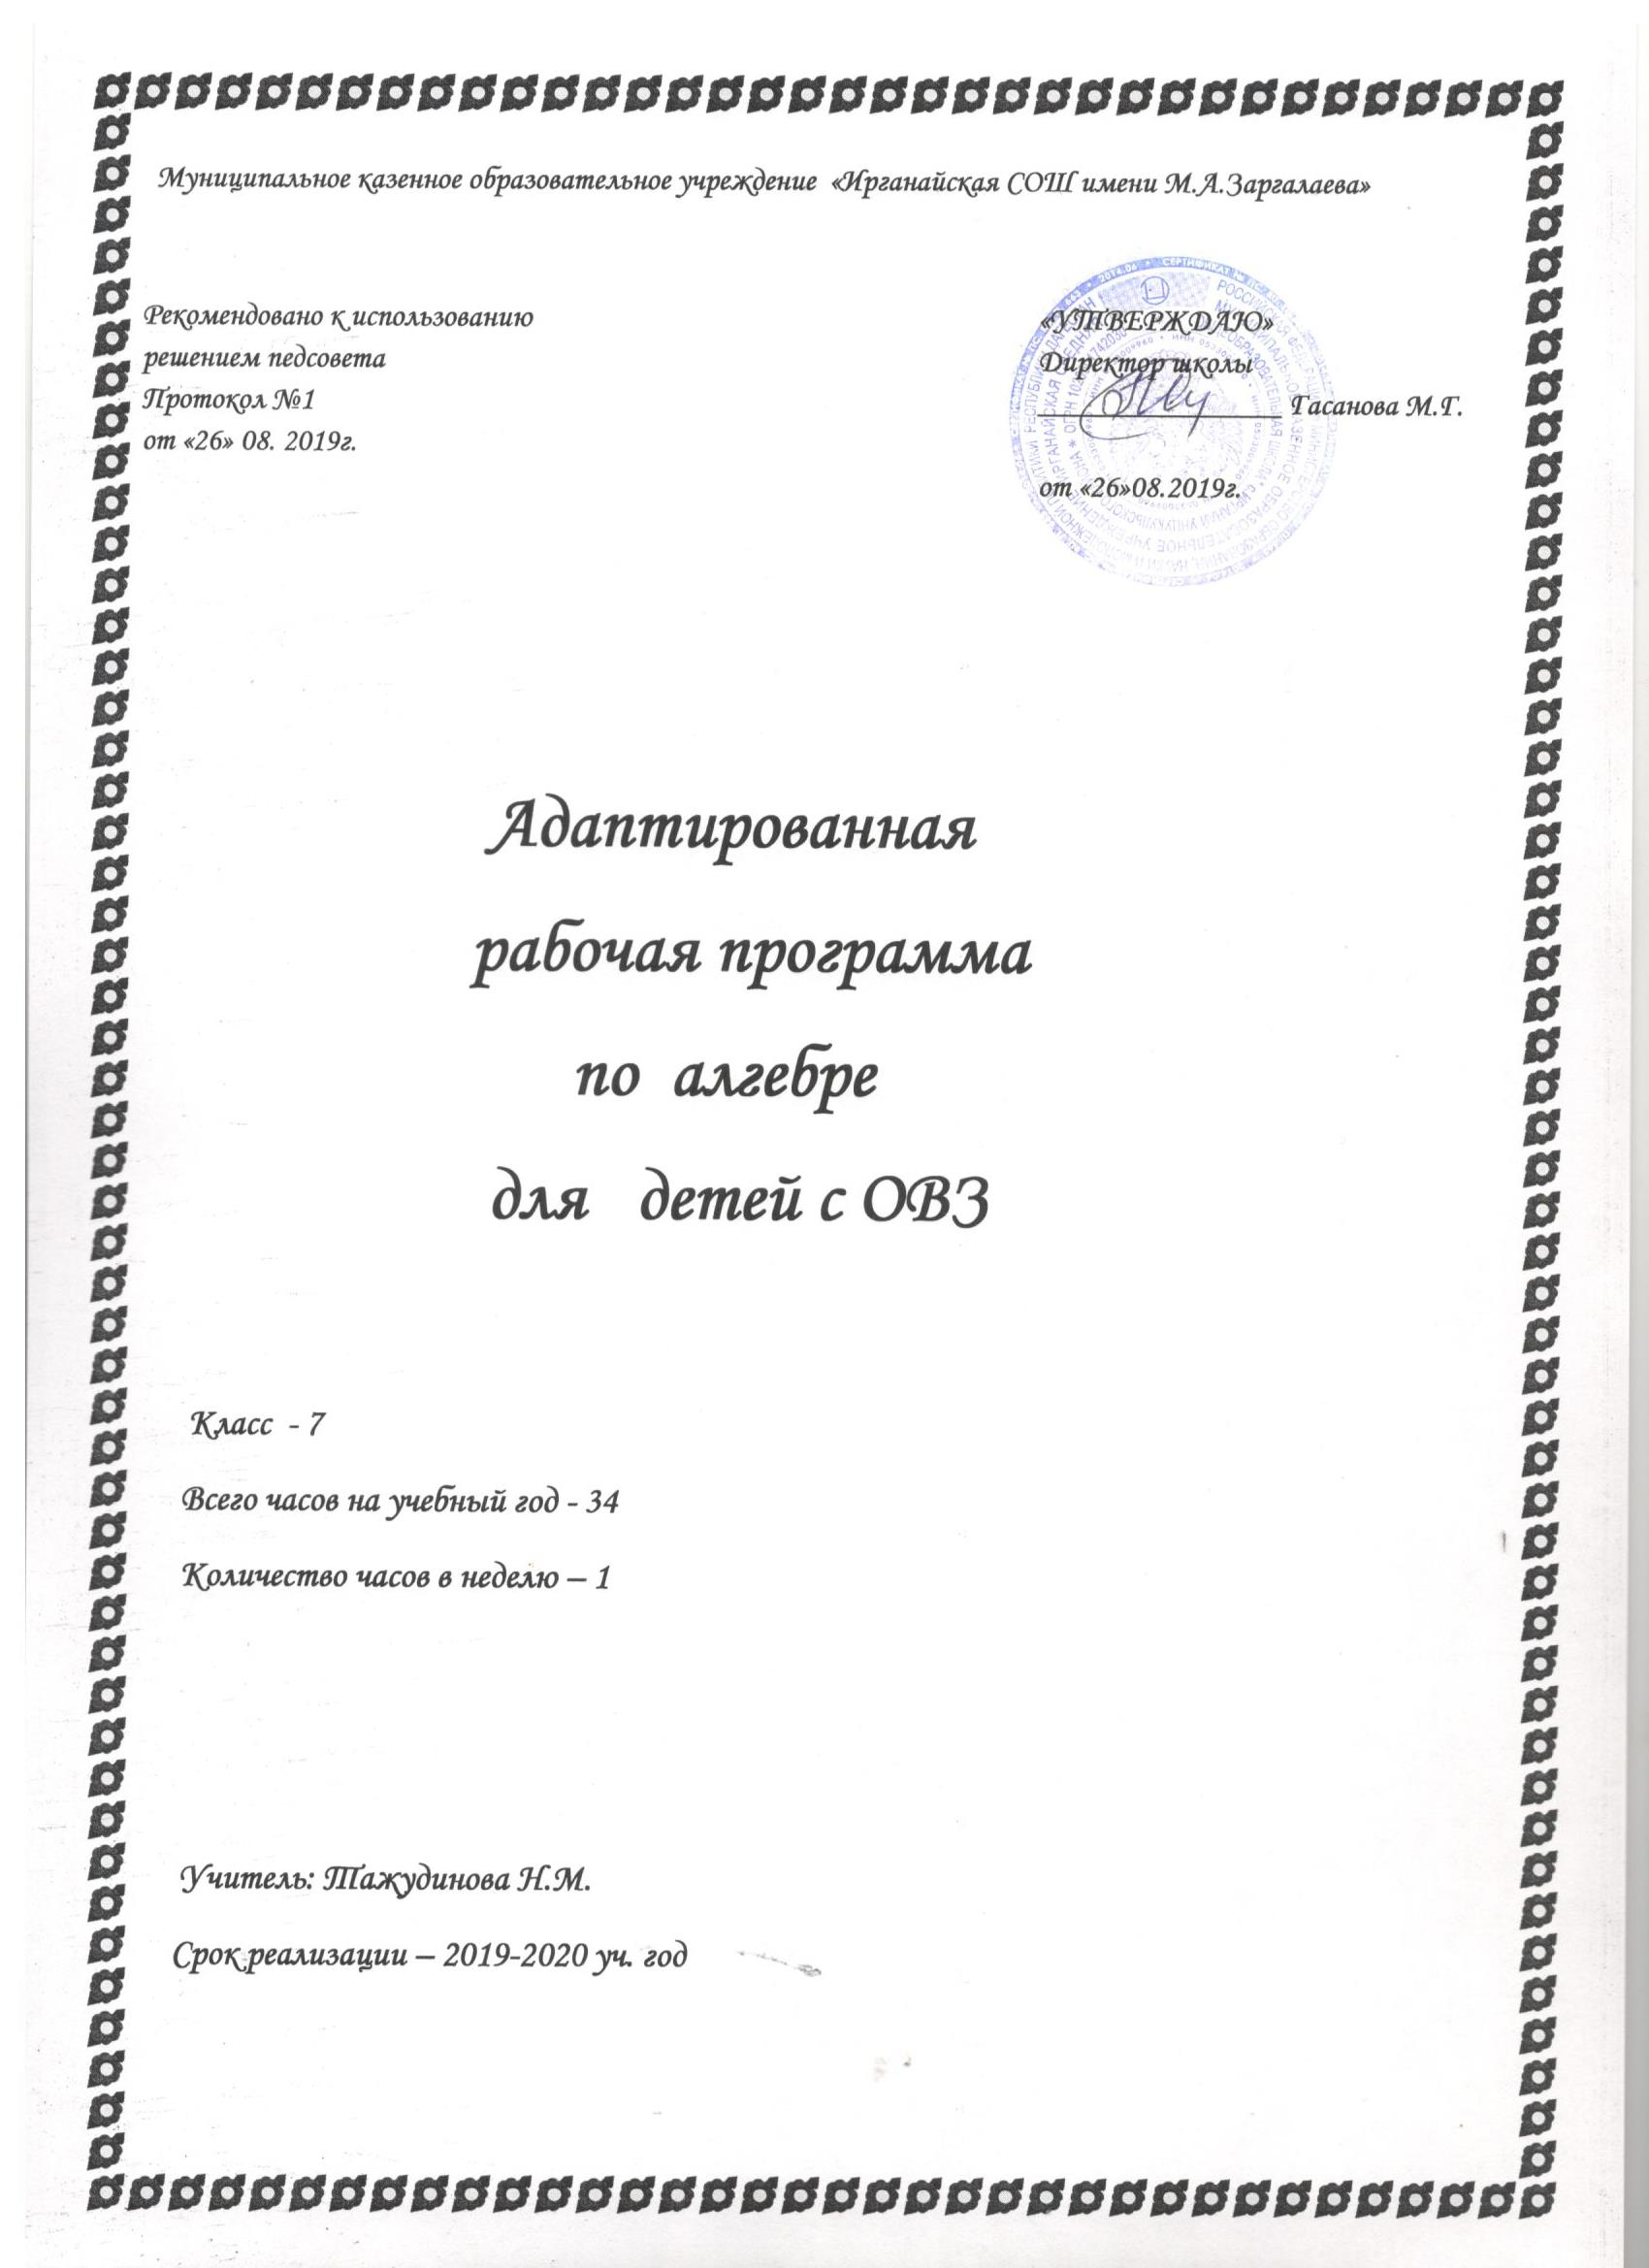 Муниципальное казенное образовательное учреждение «Ирганайская СОШ имени М.А.Заргалаева»
Рекомендовано к использованию
решением педсовета
Протокол №1
от «26» 08. 2019г.
«УТВЕРЖДАЮ»
Директор школы
Гасанова М.Г.
от «26»08.2019г.
Адаптированная
рабочая программа
по алгебре
для детей с ОВЗ
Класс - 7
Всего часов на учебный год - 34
Количество часов в неделю – 1
Учитель: Тажудинова Н.М.
Срок реализации – 2019-2020 уч. год